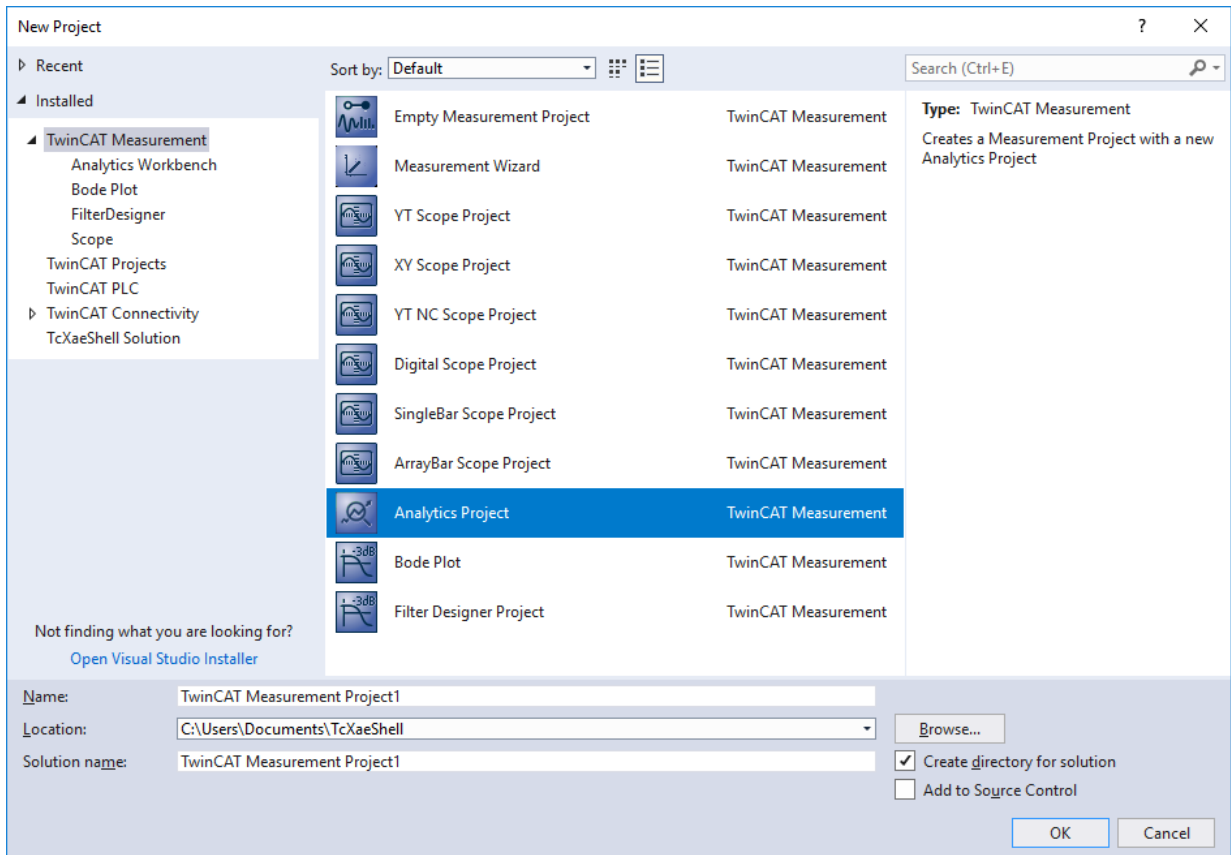 New Project
?
Recent
Installed
TwinCAT Measurement
Analytics Workbench
Bode Plot
FilterDesigner
Scope
TwinCAT Projects
TwinCAT PLC
TwinCAT Connectivity
TcXaeShell Solution
Not finding what you are looking for?
Open Visual Studio Installer
Sort by: Default
Empty Measurement Project TwinCAT Measurement
Measurement Wizard TwinCAT Measurement
YT Scope Project TwinCAT Measurement
XY Scope Project TwinCAT Measurement
YT NC Scope Project TwinCAT Measurement
Digital Scope Project TwinCAT Measurement
SingleBar Scope Project TwinCAT Measurement
ArrayBar Scope Project TwinCAT Measurement
Analytics Project TwinCAT Measurement
-3dB
Bode Plot TwinCAT Measurement
-3dB
Filter Designer Project TwinCAT Measurement
Search (Ctrl+E)
Type: TwinCAT Measurement
Creates a Measurement Project with a new
Analytics Project
Name: TwinCAT Measurement Project1
Location: C:\Users\Documents\TcXaeShell
Browse...
Solution name: TwinCAT Measurement Project1
Create directory for solution
Add to Source Control
OK Cancel